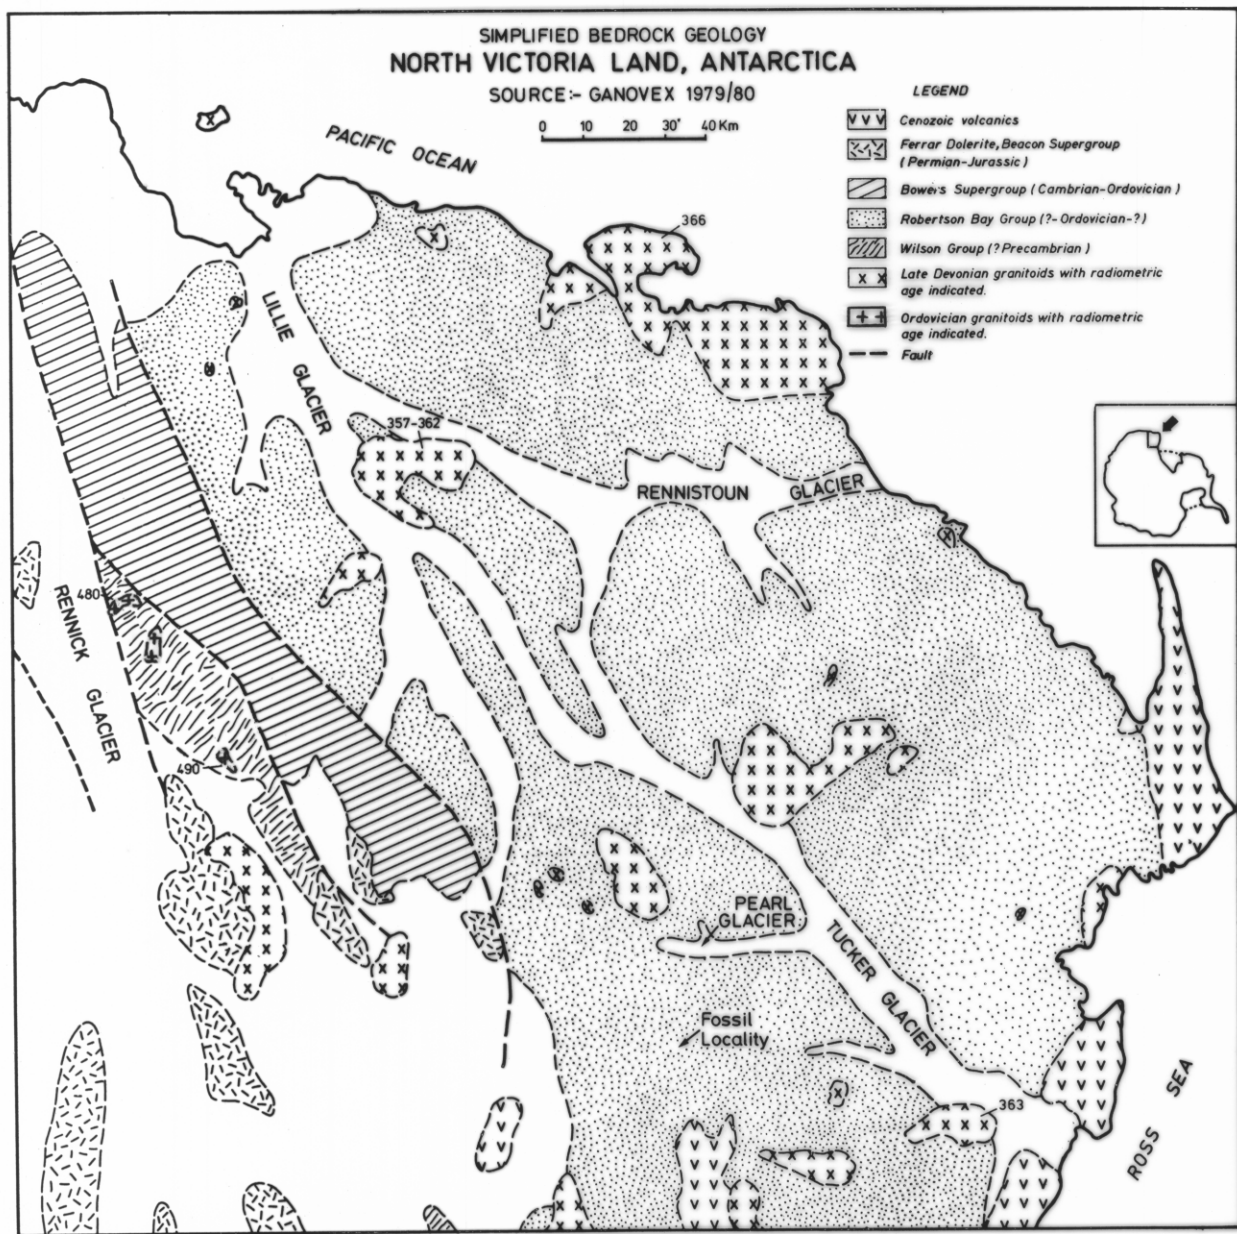 SIMPLIFIED BEDROCK GEOLOGY
NORTH VICTORIA LAND, ANTARCTICA
SOURCE:- GANOVEX 1979/80
0 10 20 30' 40 Km
LEGEND
Cenozoic volcanics
Ferrar Dolerite, Beacon Supergroup
(Permian-Jurassic)
Bowers Supergroup (Cambrian-Ordovician)
Robertson Bay Group (?-Ordovician-?)
Wilson Group (?Precambrian)
Late Devonian granitoids with radiometric
age indicated.
Ordovician granitoids with radiometric
age indicated.
Fault
PACIFIC OCEAN
366
LILLIE GLACIER
357-362
RENNISTOUN GLACIER
480
RENNICK GLACIER
490
PEARL
GLACIER
TUCKER GLACIER
Fossil
Locality
363
ROSS SEA